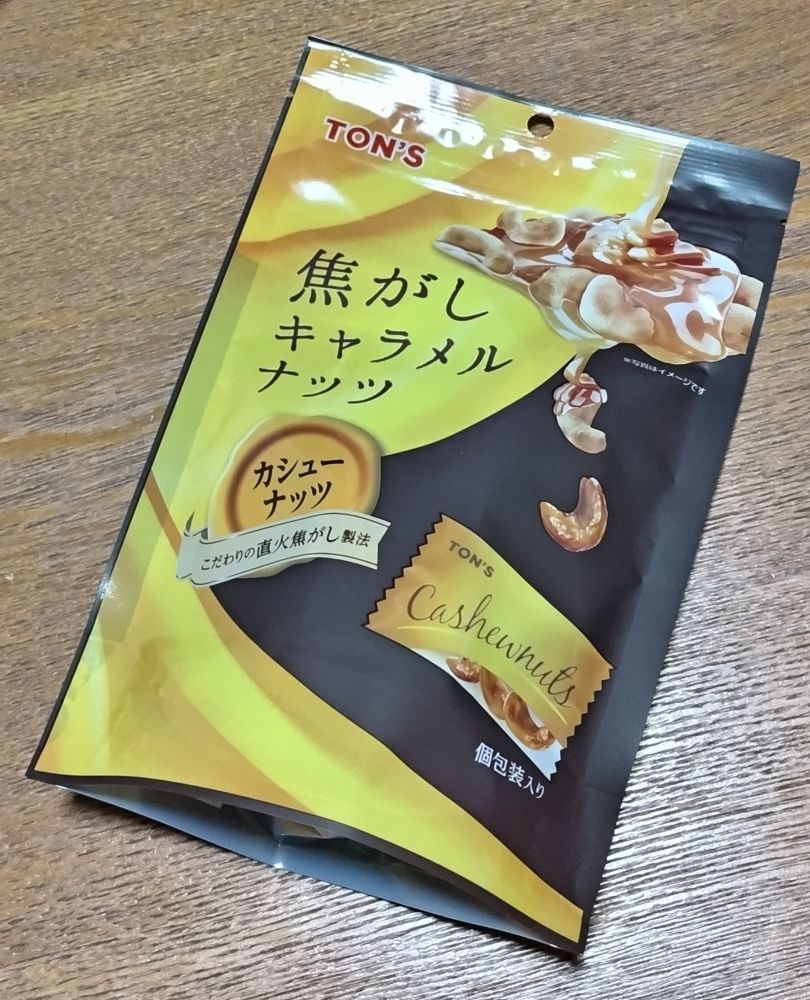 TON'S
焦がし
キャラメル
ナッツ
※写真はイメージです
カシュー
ナッツ
こだわりの直火焦がし製法
TON'S
Cashewnuts
個包装入り